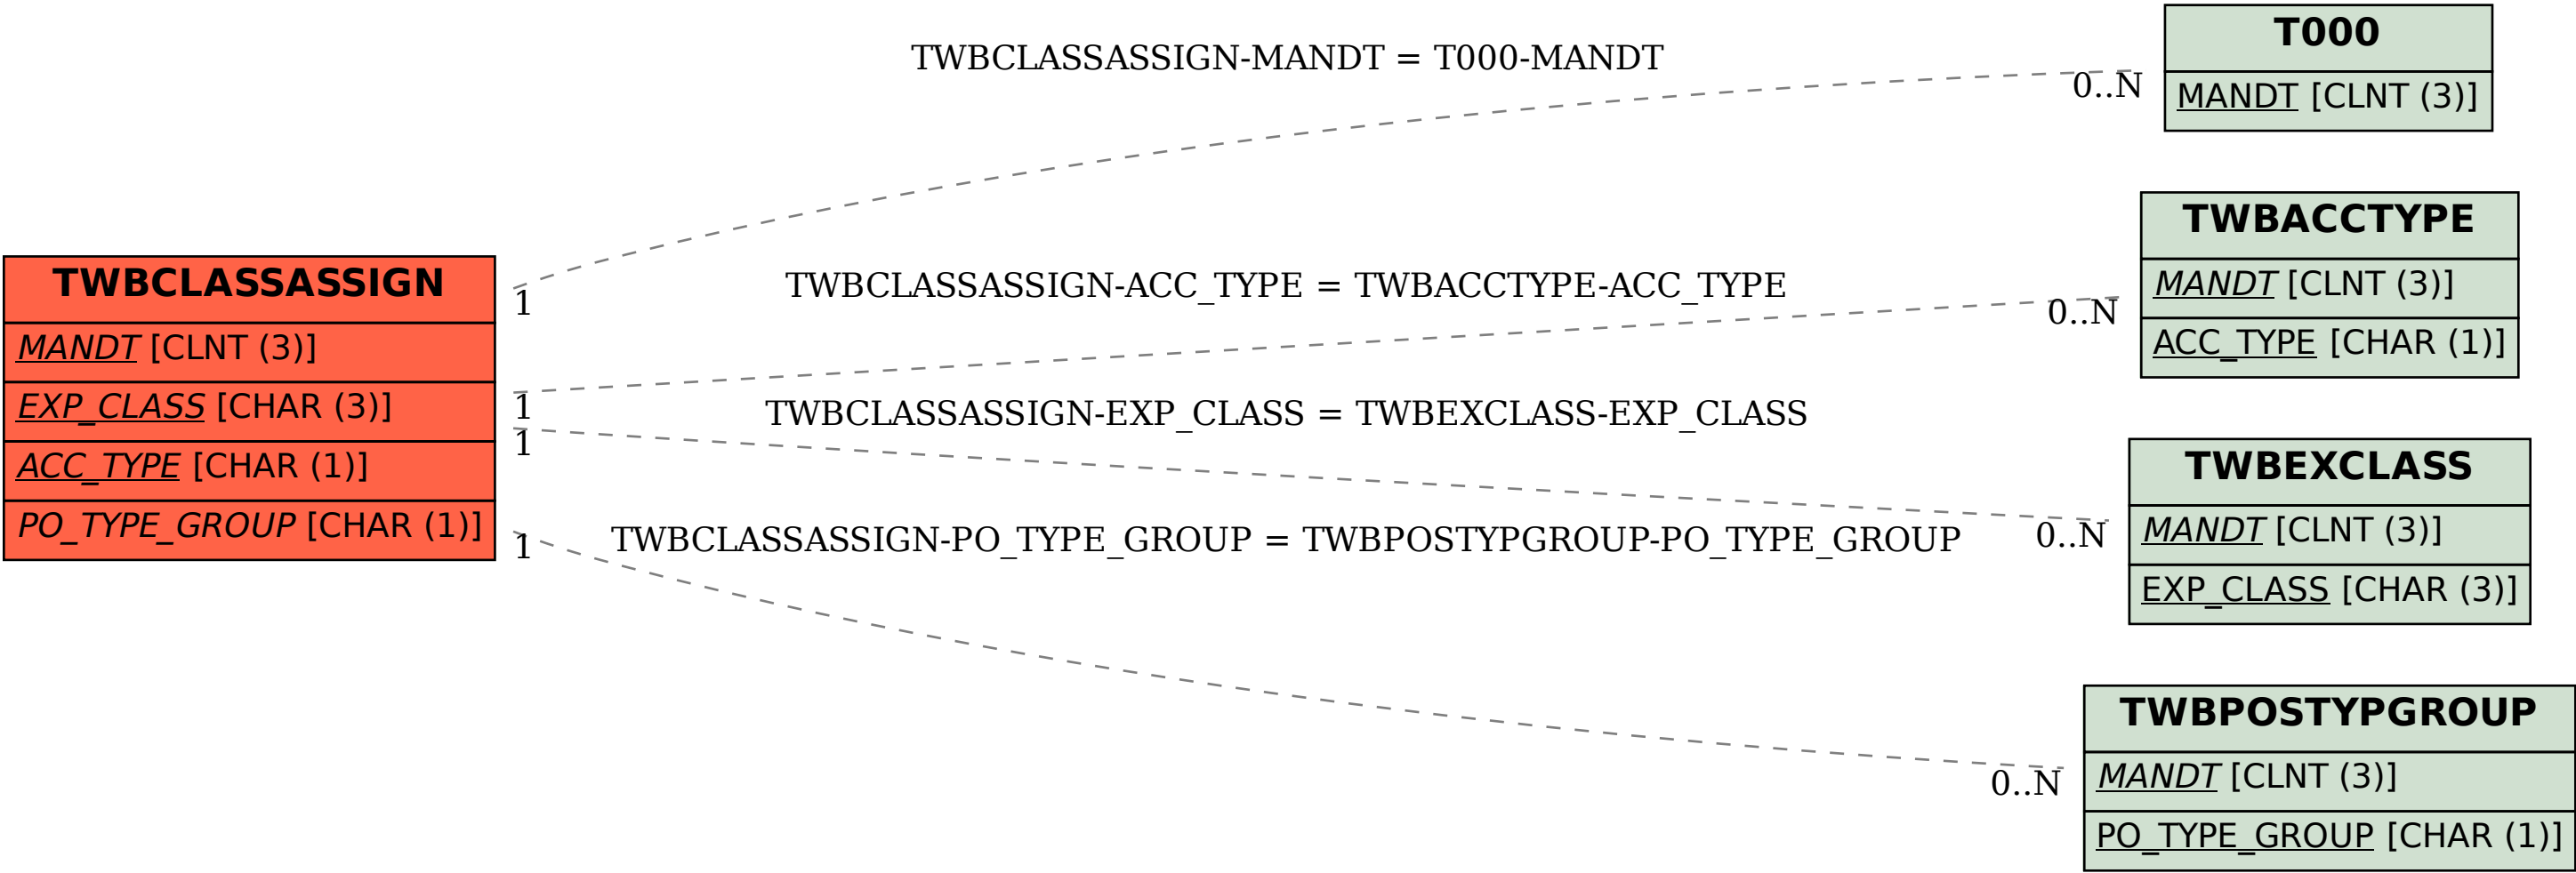 TWBCLASSASSIGN
MANDT [CLNT (3)]
EXP_CLASS [CHAR (3)]
ACC_TYPE [CHAR (1)]
PO_TYPE_GROUP [CHAR (1)]
TWBCLASSASSIGN-MANDT = T000-MANDT
1
0..N
TWBCLASSASSIGN-ACC_TYPE = TWBACCTYPE-ACC_TYPE
1
0..N
TWBCLASSASSIGN-EXP_CLASS = TWBEXCLASS-EXP_CLASS
1
0..N
TWBCLASSASSIGN-PO_TYPE_GROUP = TWBPOSTYPGROUP-PO_TYPE_GROUP
1
0..N
T000
MANDT [CLNT (3)]
TWBACCTYPE
MANDT [CLNT (3)]
ACC_TYPE [CHAR (1)]
TWBEXCLASS
MANDT [CLNT (3)]
EXP_CLASS [CHAR (3)]
TWBPOSTYPGROUP
MANDT [CLNT (3)]
PO_TYPE_GROUP [CHAR (1)]